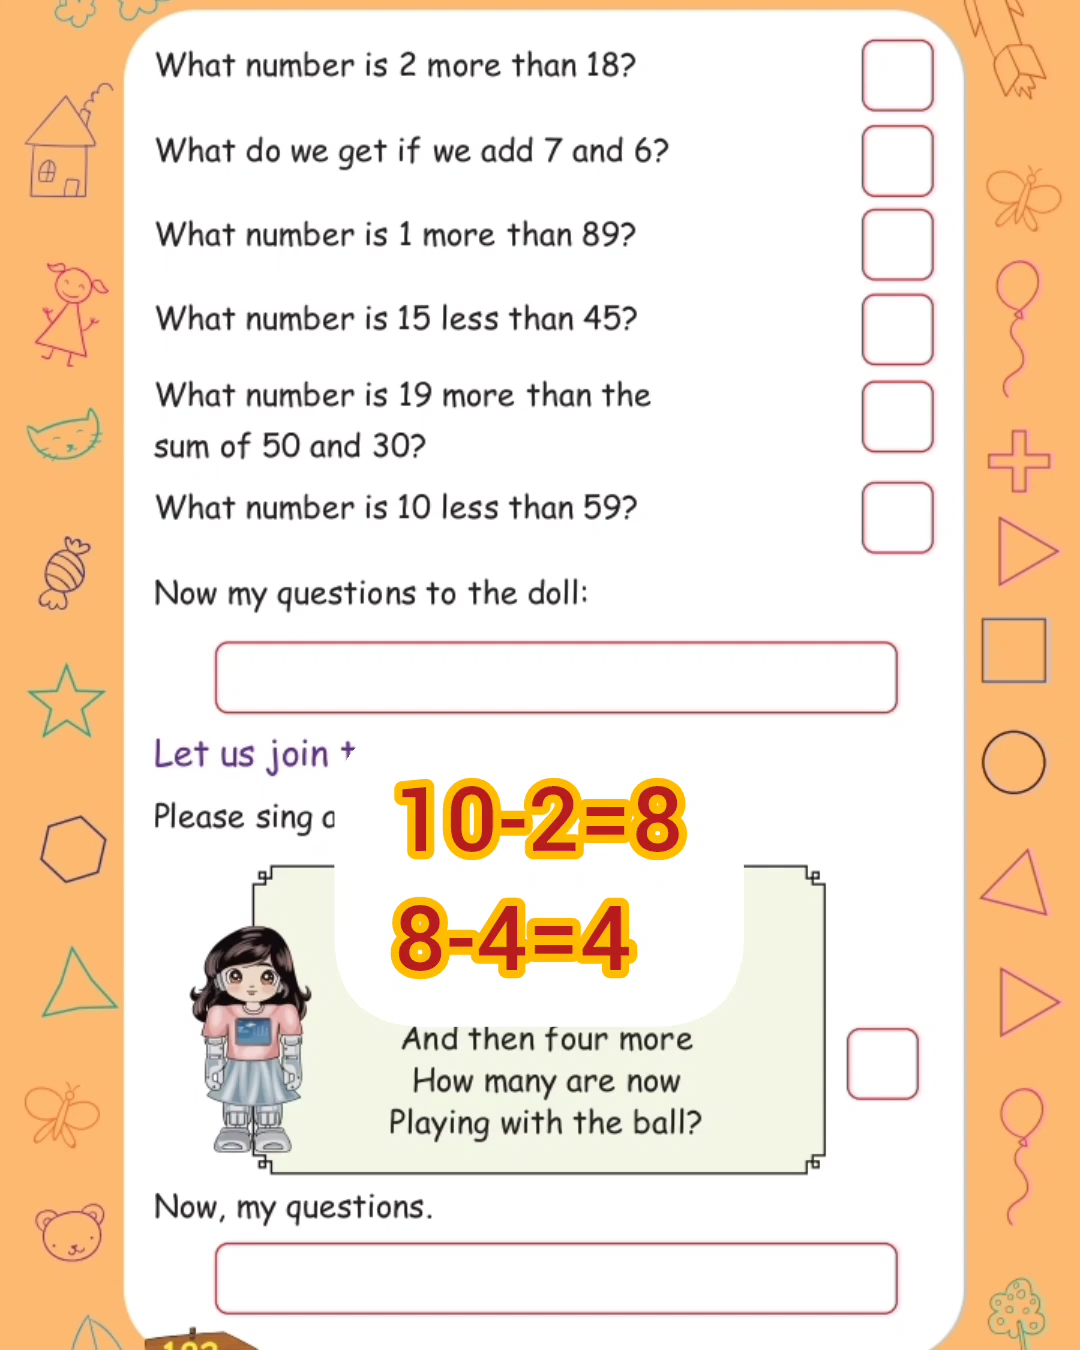 What number is 2 more than 18?
What do we get if we add 7 and 6?
What number is 1 more than 89?
What number is 15 less than 45?
What number is 19 more than the
sum of 50 and 30?
What number is 10 less than 59?
Now my questions to the doll:
Let us join
Please sing
10-2=8
8-4=4
And then four more
How many are now
Playing with the ball?
Now, my questions.